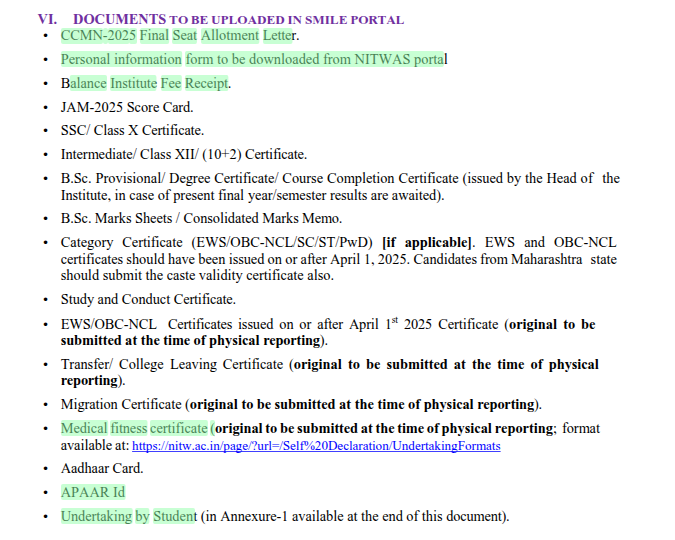 VI. DOCUMENTS TO BE UPLOADED IN SMILE PORTAL
• CCMN-2025 Final Seat Allotment Letter.
• Personal information form to be downloaded from NITWAS portal
• Balance Institute Fee Receipt.
• JAM-2025 Score Card.
• SSC/ Class X Certificate.
• Intermediate/ Class XII/ (10+2) Certificate.
• B.Sc. Provisional/ Degree Certificate/ Course Completion Certificate (issued by the Head of the
Institute, in case of present final year/semester results are awaited).
• B.Sc. Marks Sheets / Consolidated Marks Memo.
• Category Certificate (EWS/OBC-NCL/SC/ST/PwD) [if applicable]. EWS and OBC-NCL
certificates should have been issued on or after April 1, 2025. Candidates from Maharashtra state
should submit the caste validity certificate also.
• Study and Conduct Certificate.
• EWS/OBC-NCL Certificates issued on or after April 1st 2025 Certificate (original to be
submitted at the time of physical reporting).
• Transfer/ College Leaving Certificate (original to be submitted at the time of physical
reporting).
• Migration Certificate (original to be submitted at the time of physical reporting).
• Medical fitness certificate (original to be submitted at the time of physical reporting; format
available at: https://nitw.ac.in/page/?url=/Self%20Declaration/UndertakingFormats
• Aadhaar Card.
• APAAR Id
• Undertaking by Student (in Annexure-1 available at the end of this document).